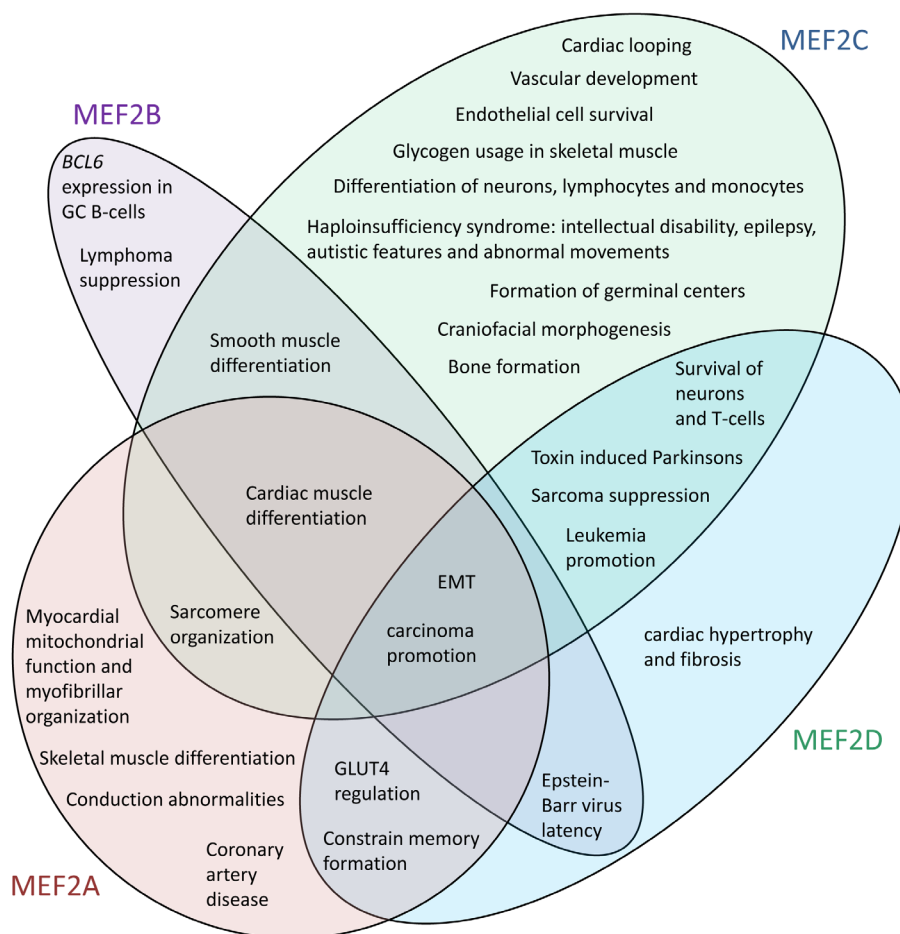 MEF2C
Cardiac looping
Vascular development
MEF2B
Endothelial cell survival
BCL6
expression in
GC B-cells
Glycogen usage in skeletal muscle
Differentiation of neurons, lymphocytes and monocytes
Haploinsufficiency syndrome: intellectual disability, epilepsy,
autistic features and abnormal movements
Lymphoma
suppression
Formation of germinal centers
Craniofacial morphogenesis
Smooth muscle
differentiation
Bone formation
Survival of
neurons
and T-cells
Toxin induced Parkinsons
Sarcoma suppression
Cardiac muscle
differentiation
Leukemia
promotion
EMT
carcinoma
promotion
Sarcomere
organization
Myocardial
mitochondrial
function and
myofibrillar
organization
cardiac hypertrophy
and fibrosis
MEF2D
Skeletal muscle differentiation
GLUT4
regulation
Epstein-
Barr virus
latency
Conduction abnormalities
Constrain memory
formation
Coronary
artery
disease
MEF2A